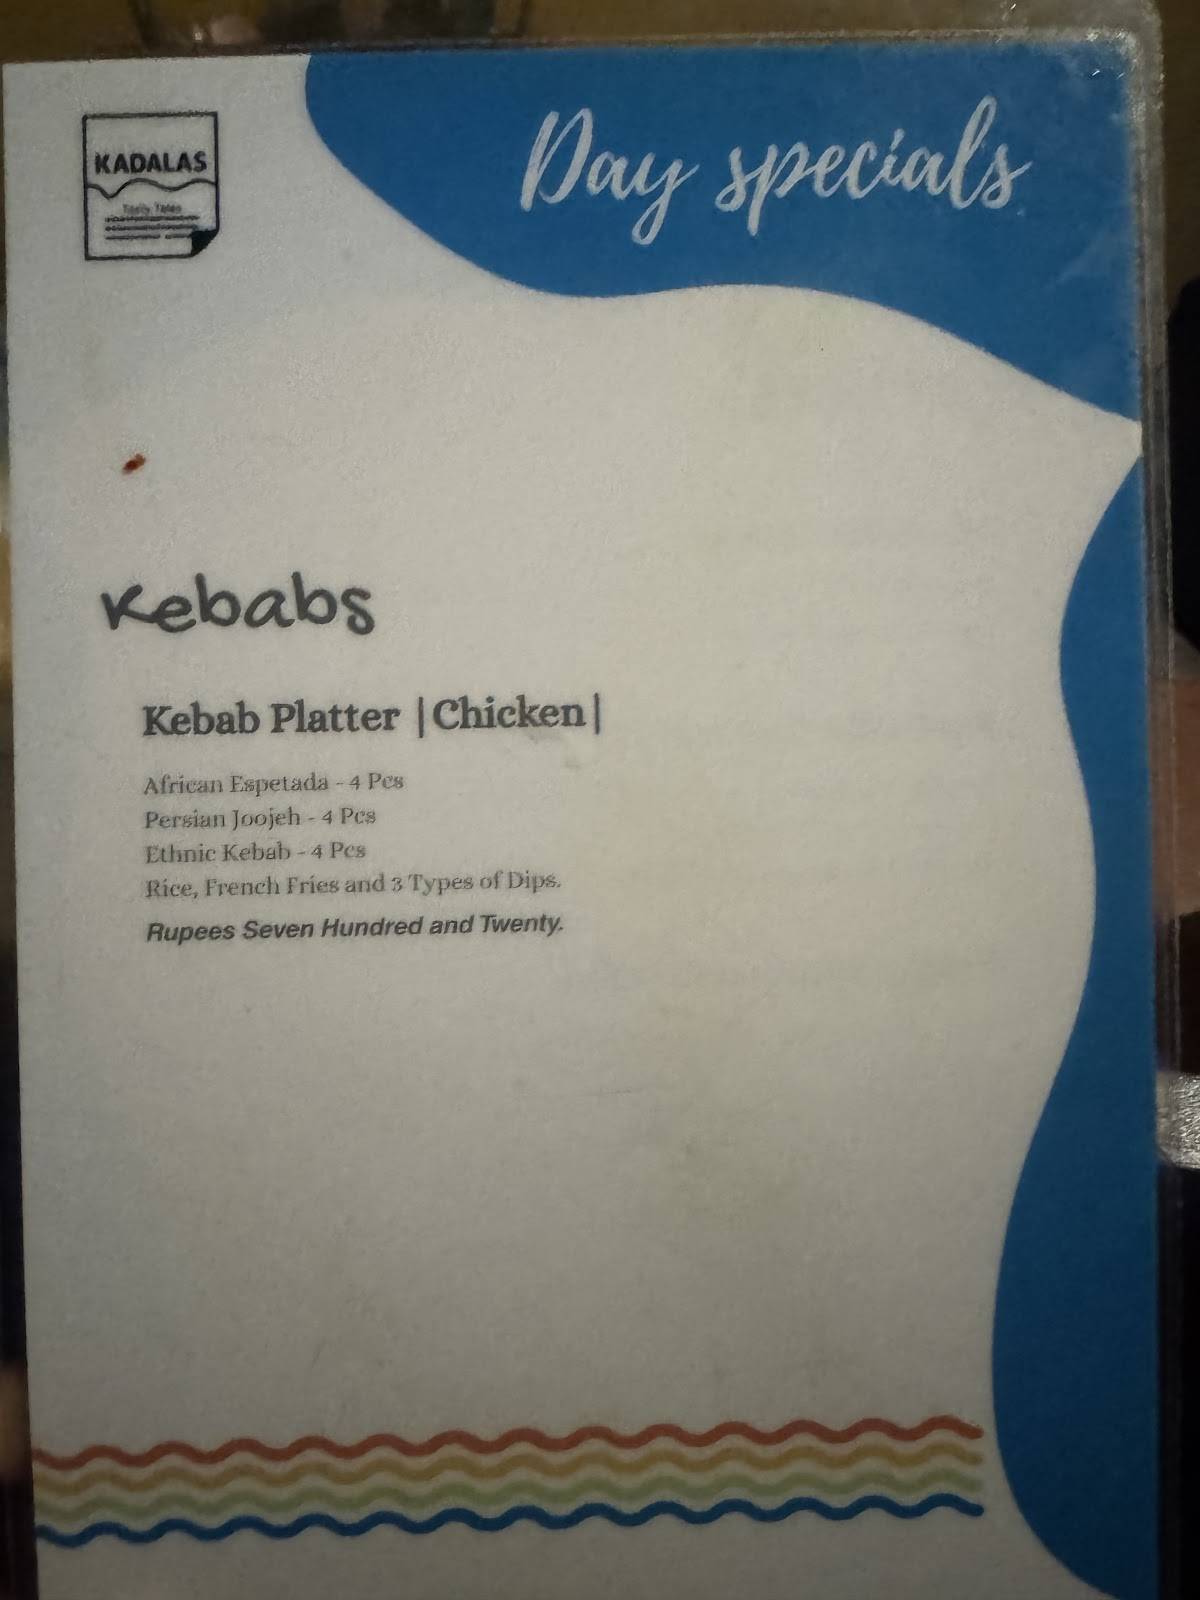 KADALAS
Day specials
Kebabs
Kebab Platter |Chicken|
African Espetada - 4 Pcs
Persian Joojeh - 4 Pcs
Ethnic Kebab - 4 Pcs
Rice, French Fries and 3 Types of Dips.
Rupees Seven Hundred and Twenty.